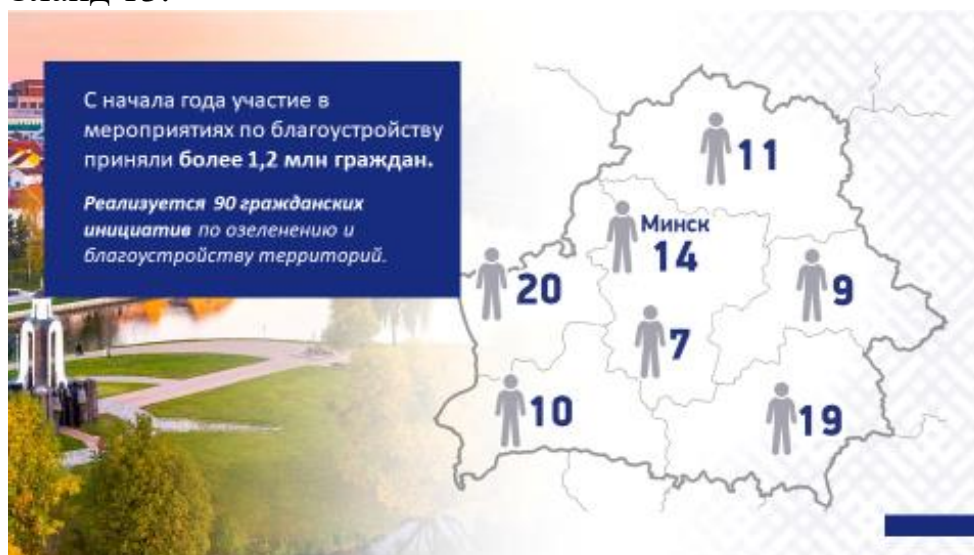 С начала года участие в
мероприятиях по благоустройству
приняли более 1,2 млн граждан.
Реализуется 90 гражданских
инициатив по озеленению и
благоустройству территорий.
11
Минск
14
20
9
7
10
19